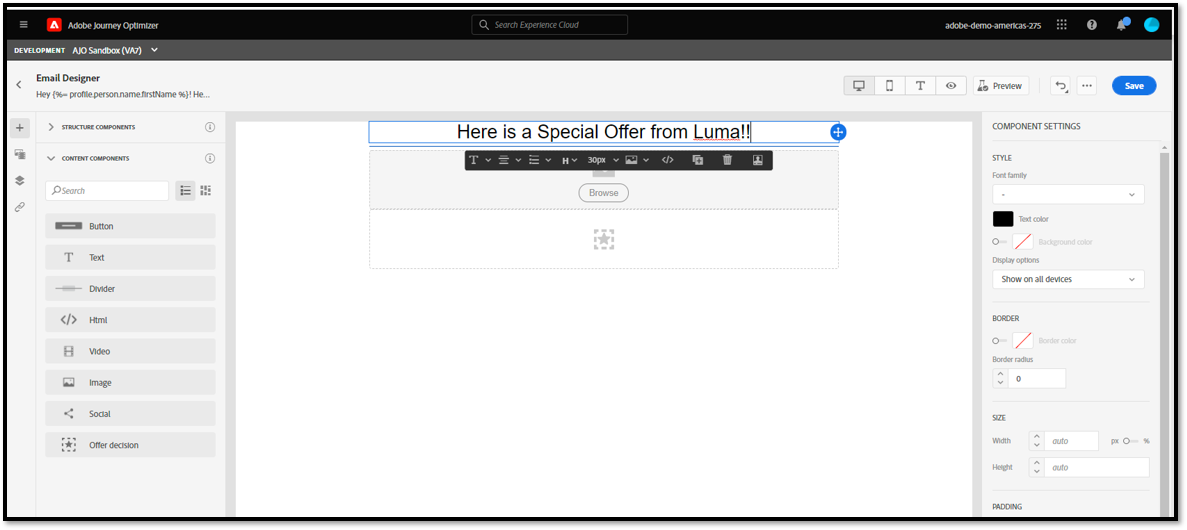 Adobe Journey Optimizer
Search Experience Cloud
adobe-demo-americas-275
DEVELOPMENT AJO Sandbox (VA7)
Email Designer
Hey {%= profile.person.name.firstName %}! He...
Preview
Save
STRUCTURE COMPONENTS
CONTENT COMPONENTS
Search
Button
Text
Divider
Html
Video
Image
Social
Offer decision
Here is a Special Offer from Luma!!
T H 30px </>
Browse
COMPONENT SETTINGS
STYLE
Font family
-
Text color
Background color
Display options
Show on all devices
BORDER
Border color
Border radius
0
SIZE
Width auto px %
Height auto
PADDING